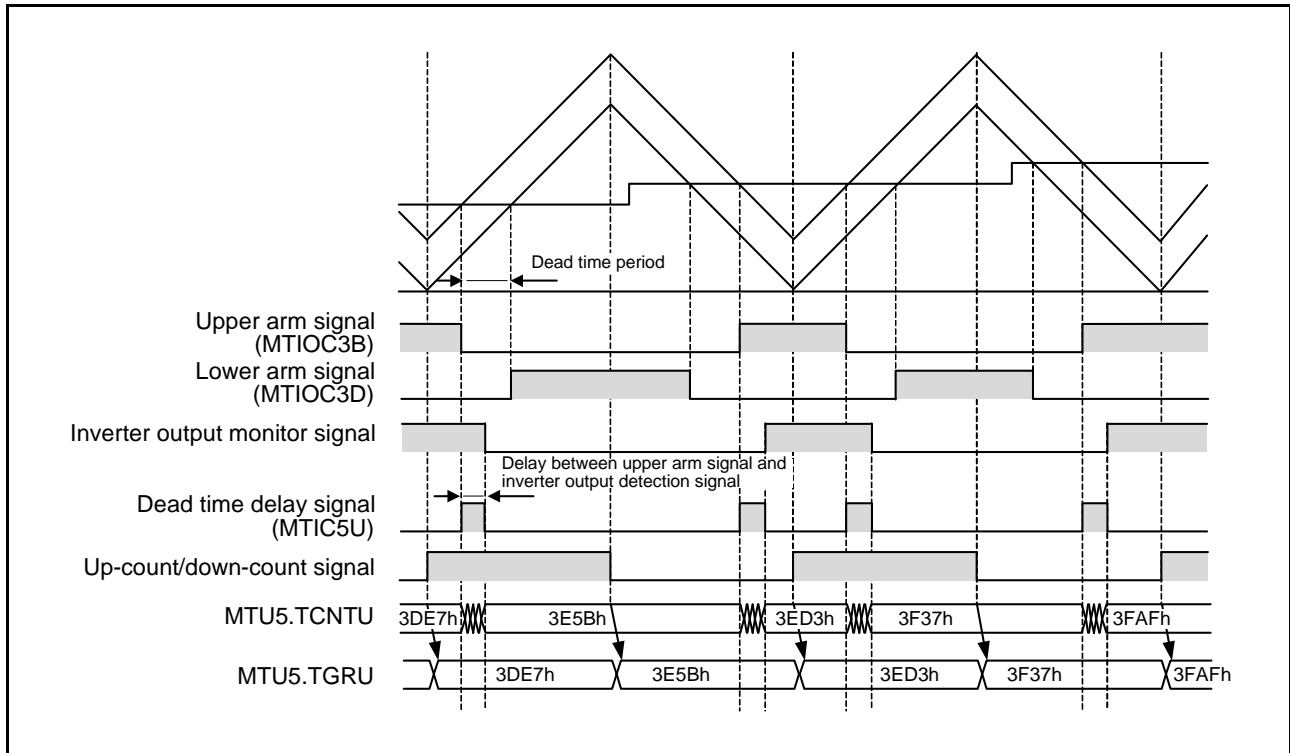 Dead time period
Upper arm signal
(MTIOC3B)
Lower arm signal
(MTIOC3D)
Inverter output monitor signal
Delay between upper arm signal and
inverter output detection signal
Dead time delay signal
(MTIC5U)
Up-count/down-count signal
MTU5.TCNTU 3DE7h 3E5Bh 3ED3h 3F37h 3FAFh
MTU5.TGRU 3DE7h 3E5Bh 3ED3h 3F37h 3FAFh